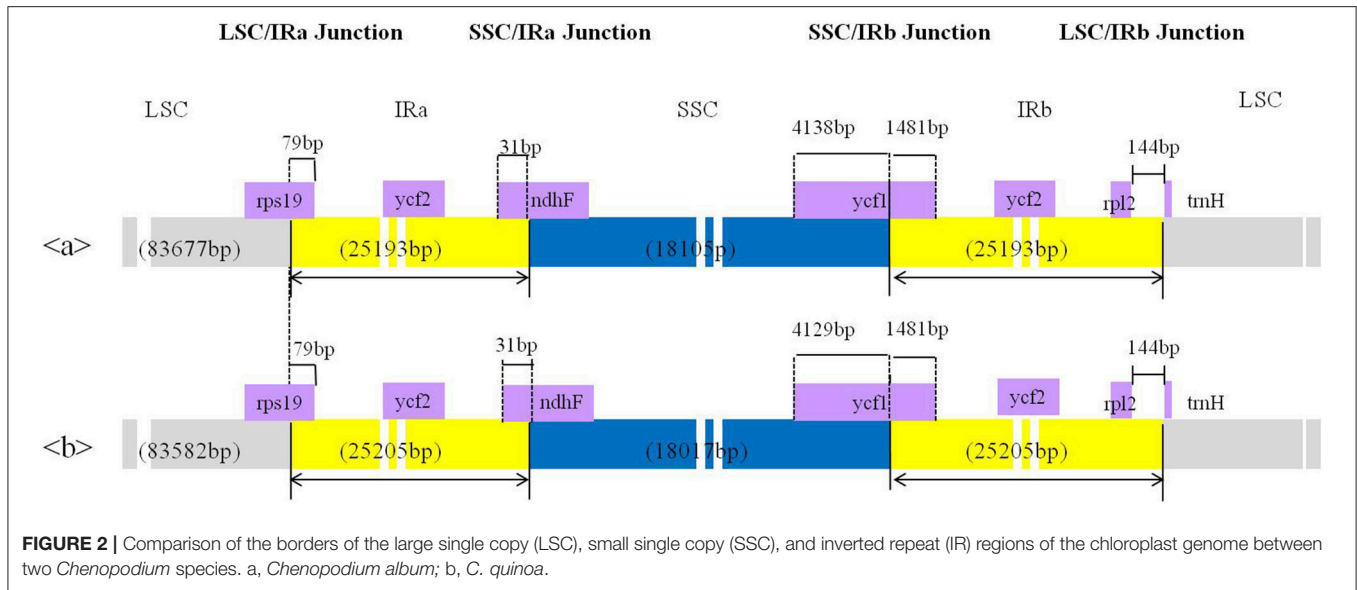 LSC/IRa Junction SSC/IRa Junction SSC/IRb Junction LSC/IRb Junction
LSC IRa SSC IRb LSC
79bp 31bp 4138bp 1481bp 144bp
rps19 ycf2 ndhF ycf1 ycf2 rpl2 trnH
<a> (83677bp) (25193bp) (18105p) (25193bp)
79bp 31bp 4129bp 1481bp 144bp
rps19 ycf2 ndhF ycf1 ycf2 rpl2 trnH
<b> (83582bp) (25205bp) (18017bp) (25205bp)
FIGURE 2 | Comparison of the borders of the large single copy (LSC), small single copy (SSC), and inverted repeat (IR) regions of the chloroplast genome between
two Chenopodium species. a, Chenopodium album; b, C. quinoa.